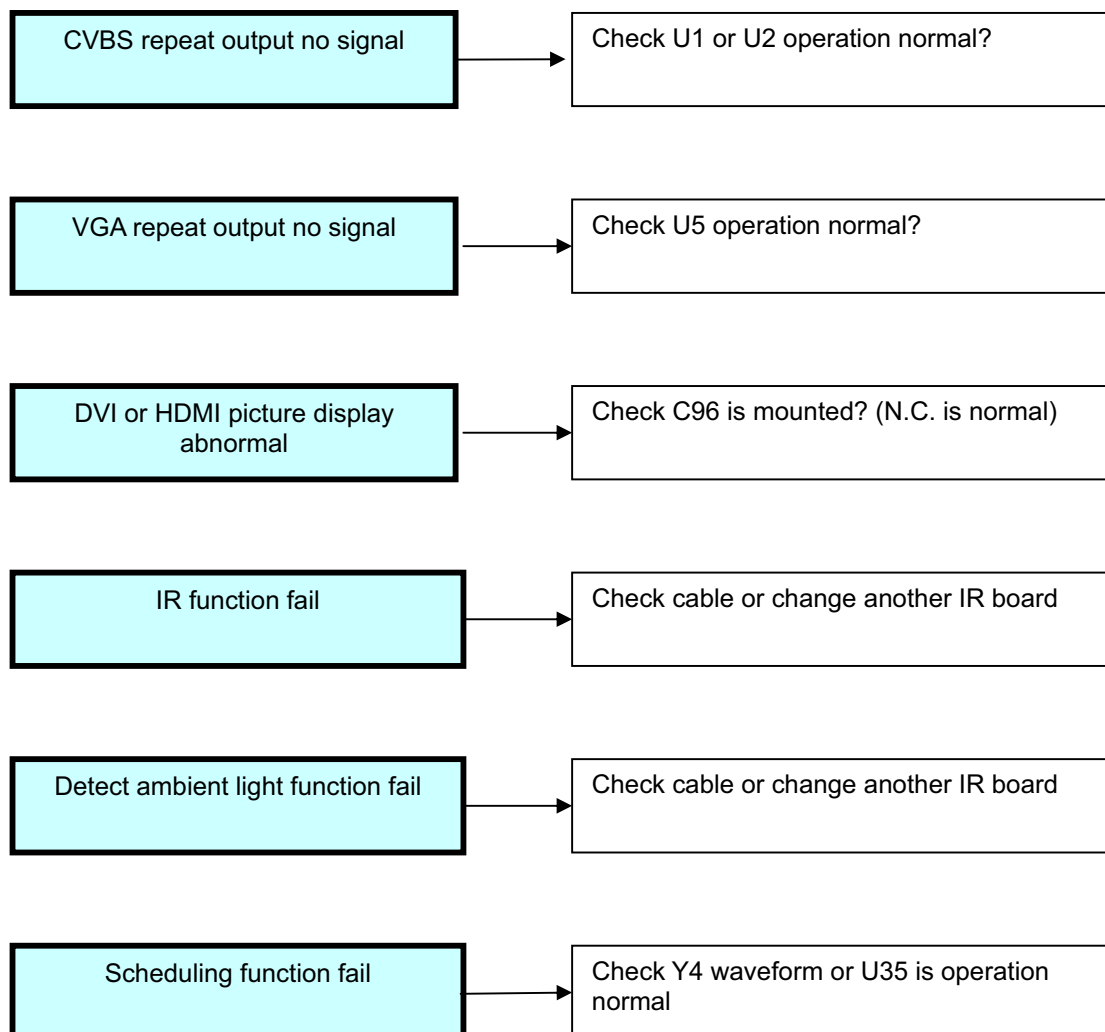 CVBS repeat output no signal
Check U1 or U2 operation normal?
VGA repeat output no signal
Check U5 operation normal?
DVI or HDMI picture display
abnormal
Check C96 is mounted? (N.C. is normal)
IR function fail
Check cable or change another IR board
Detect ambient light function fail
Check cable or change another IR board
Scheduling function fail
Check Y4 waveform or U35 is operation
normal